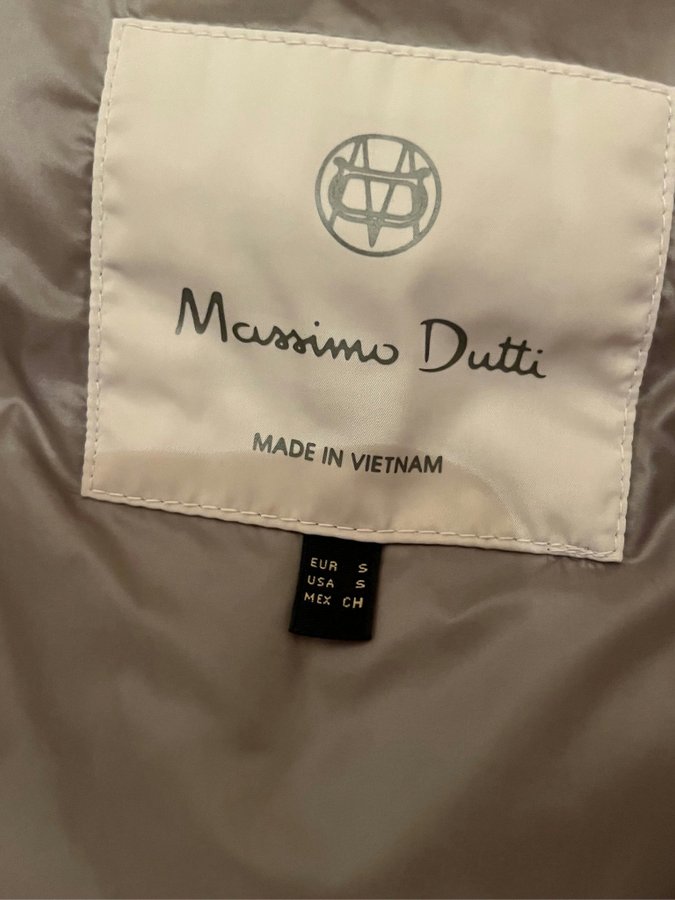 Massimo Dutti
MADE IN VIETNAM
EUR S
USA S
MEX CH